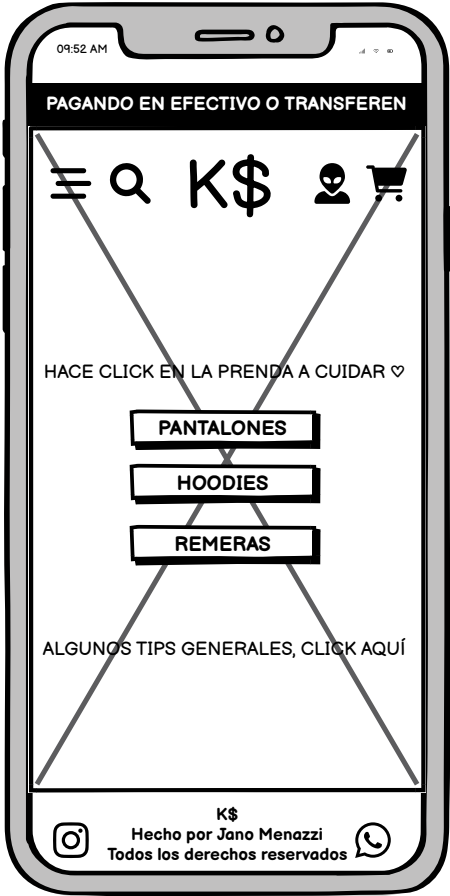 09:52 AM
PAGANDO EN EFECTIVO O TRANSFEREN
K$
HACE CLICK EN LA PRENDA A CUIDAR ♡
PANTALONES
HOODIES
REMERAS
ALGUNOS TIPS GENERALES, CLICK AQUÍ
K$
Hecho por Jano Menazzi
Todos los derechos reservados